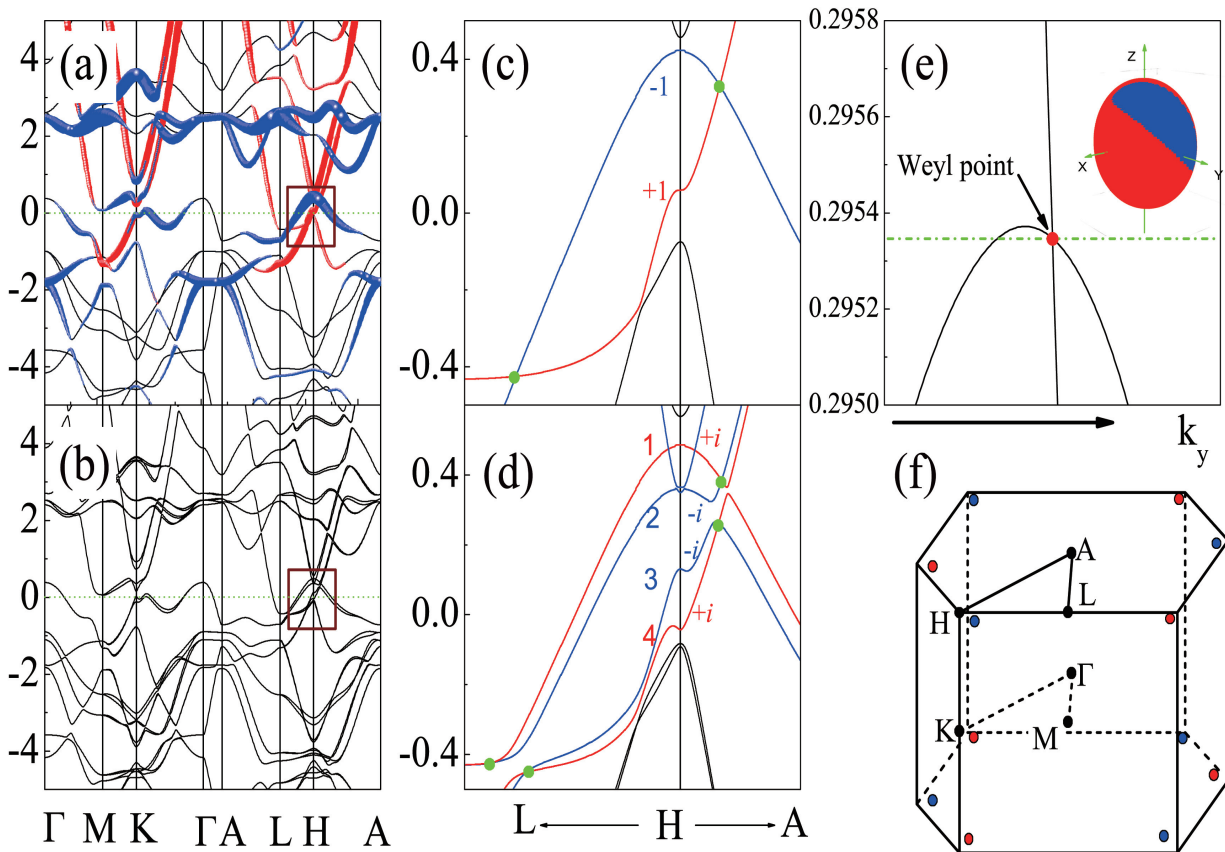 (a)
4
2
0
-2
-4
(b)
4
2
0
-2
-4
Γ M K Γ A L H A
(c)
0.4
0.0
-0.4
-1
+1
(d)
0.4
0.0
-0.4
1
2
3
4
+i
-i
-i
+i
L H A
(e)
0.2958
0.2956
0.2954
0.2952
0.2950
Weyl point
Z
X
Y
k_y
(f)
A
L
H
Γ
K
M